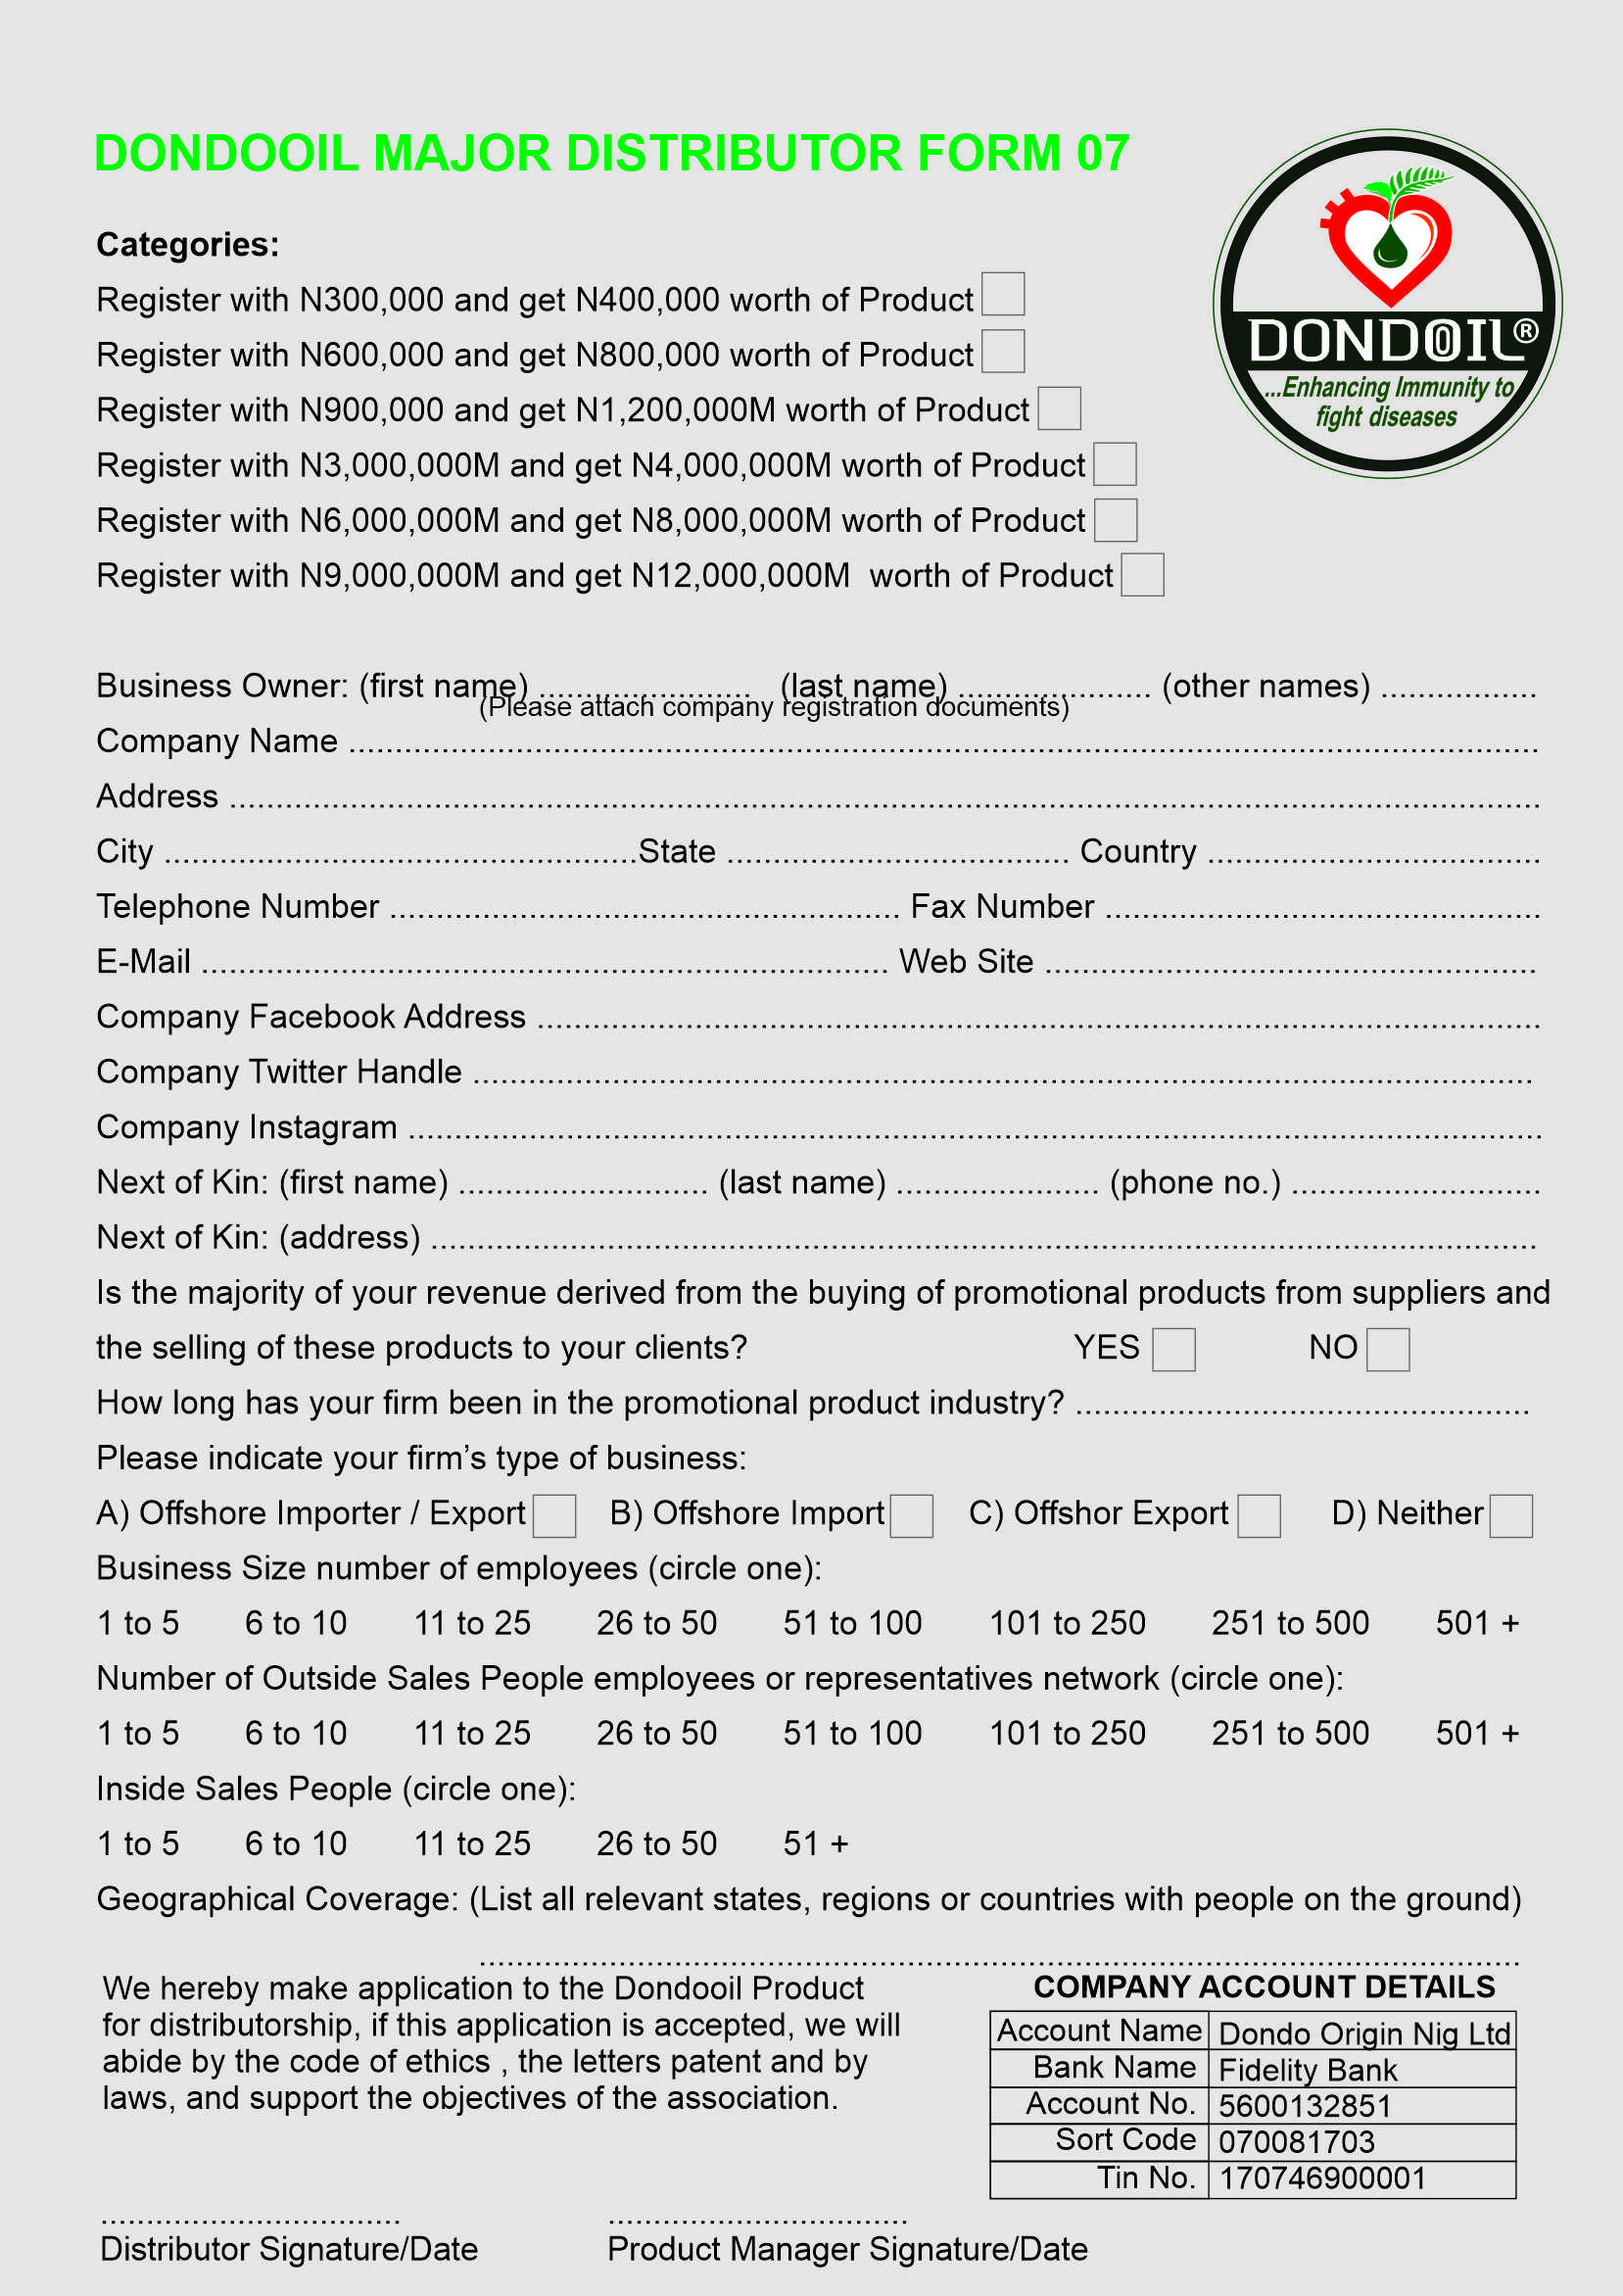 DONDOOIL MAJOR DISTRIBUTOR FORM 07
Categories:
Register with N300,000 and get N400,000 worth of Product
Register with N600,000 and get N800,000 worth of Product
Register with N900,000 and get N1,200,000M worth of Product
Register with N3,000,000M and get N4,000,000M worth of Product
Register with N6,000,000M and get N8,000,000M worth of Product
Register with N9,000,000M and get N12,000,000M worth of Product
DONDOOIL®
...Enhancing Immunity to
fight diseases
Business Owner: (first name) ....................... (last name) ..................... (other names) .................
(Please attach company registration documents)
Company Name ................................................................................
Address ................................................................................
City ......................................................State ..................................... Country ....................................
Telephone Number ....................................................... Fax Number ...............................................
E-Mail .......................................................................... Web Site .....................................................
Company Facebook Address ................................................................................
Company Twitter Handle ................................................................................
Company Instagram ................................................................................
Next of Kin: (first name) ........................... (last name) ...................... (phone no.) ...........................
Next of Kin: (address) ................................................................................
Is the majority of your revenue derived from the buying of promotional products from suppliers and
the selling of these products to your clients? YES NO
How long has your firm been in the promotional product industry? .................................................
Please indicate your firm’s type of business:
A) Offshore Importer / Export B) Offshore Import C) Offshor Export D) Neither
Business Size number of employees (circle one):
1 to 5 6 to 10 11 to 25 26 to 50 51 to 100 101 to 250 251 to 500 501 +
Number of Outside Sales People employees or representatives network (circle one):
1 to 5 6 to 10 11 to 25 26 to 50 51 to 100 101 to 250 251 to 500 501 +
Inside Sales People (circle one):
1 to 5 6 to 10 11 to 25 26 to 50 51 +
Geographical Coverage: (List all relevant states, regions or countries with people on the ground)
................................................................................
We hereby make application to the Dondooil Product
for distributorship, if this application is accepted, we will
abide by the code of ethics , the letters patent and by
laws, and support the objectives of the association.
COMPANY ACCOUNT DETAILS
Account Name Dondo Origin Nig Ltd
Bank Name Fidelity Bank
Account No. 5600132851
Sort Code 070081703
Tin No. 170746900001
................................. .................................
Distributor Signature/Date Product Manager Signature/Date